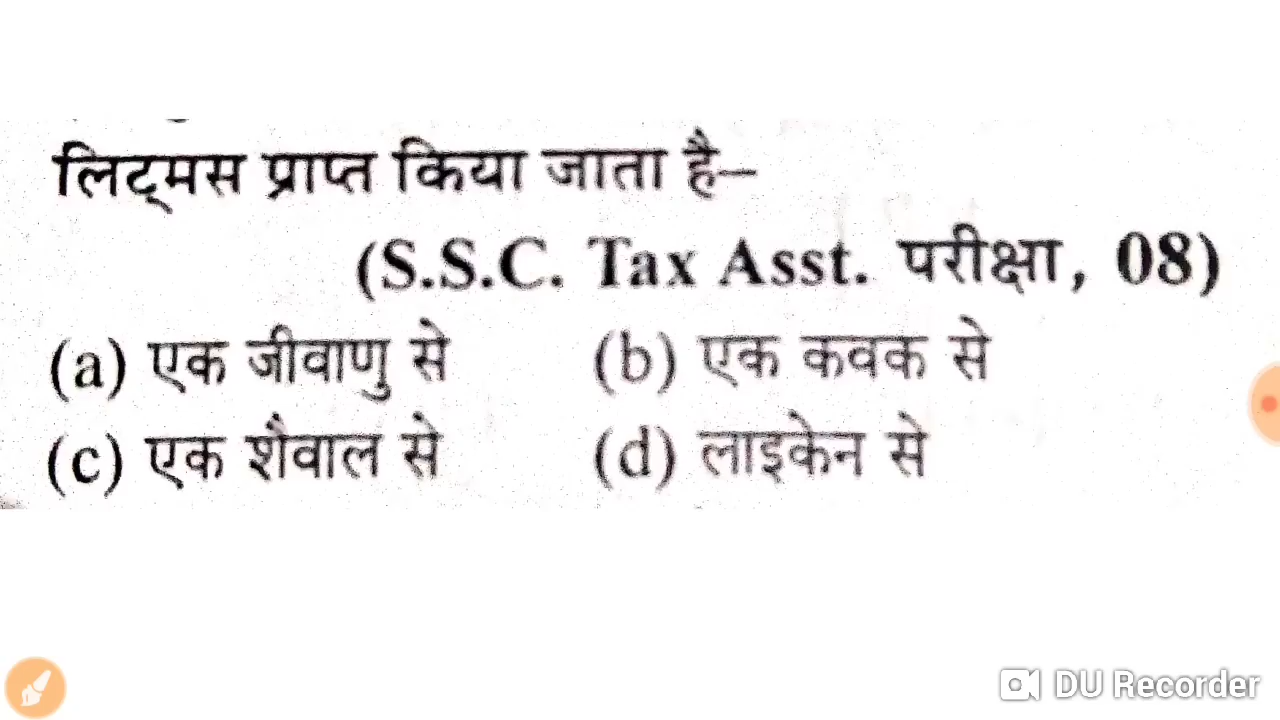 लिट्मस प्राप्त किया जाता है–
(S.S.C. Tax Asst. परीक्षा, 08)
(a) एक जीवाणु से (b) एक कवक से
(c) एक शैवाल से (d) लाइकेन से
DU Recorder